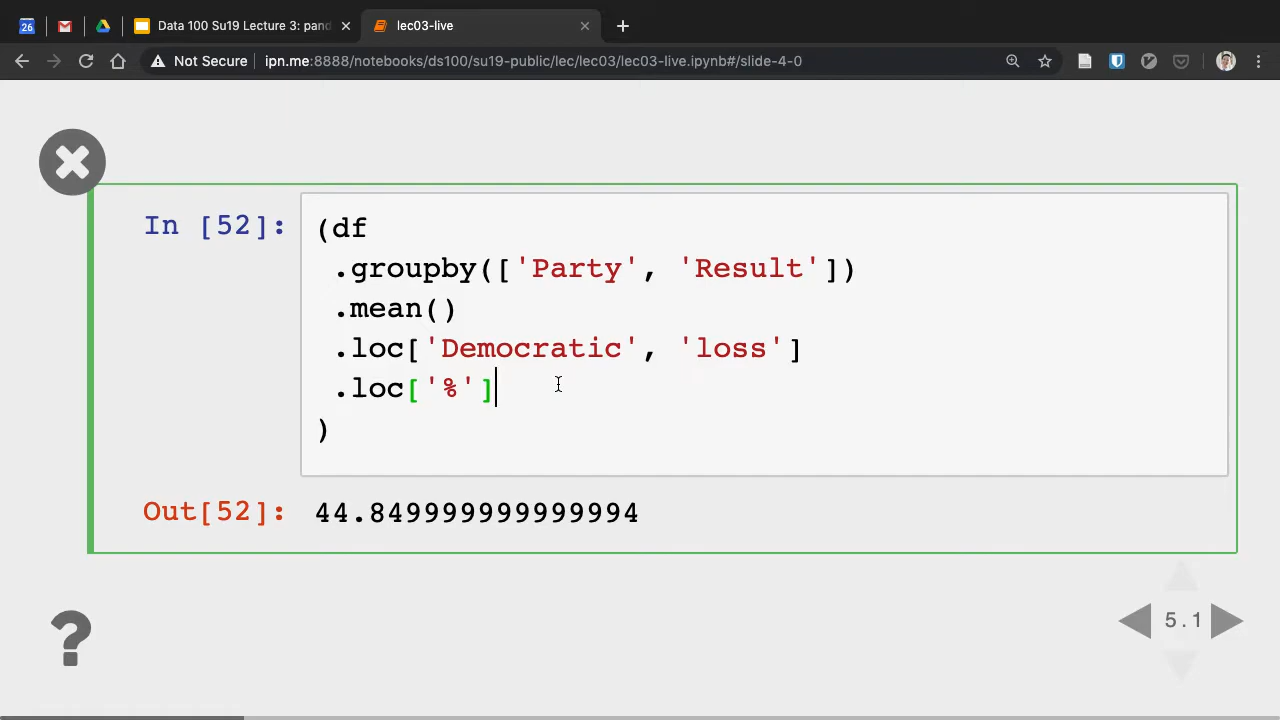 26
Data 100 Su19 Lecture 3: pand
lec03-live
Not Secure
ipn.me:8888/notebooks/ds100/su19-public/lec/lec03/lec03-live.ipynb#/slide-4-0
In [52]:
(df
.groupby(['Party', 'Result'])
.mean()
.loc['Democratic', 'loss']
.loc['%']
)
Out[52]:
44.849999999999994
?
5.1